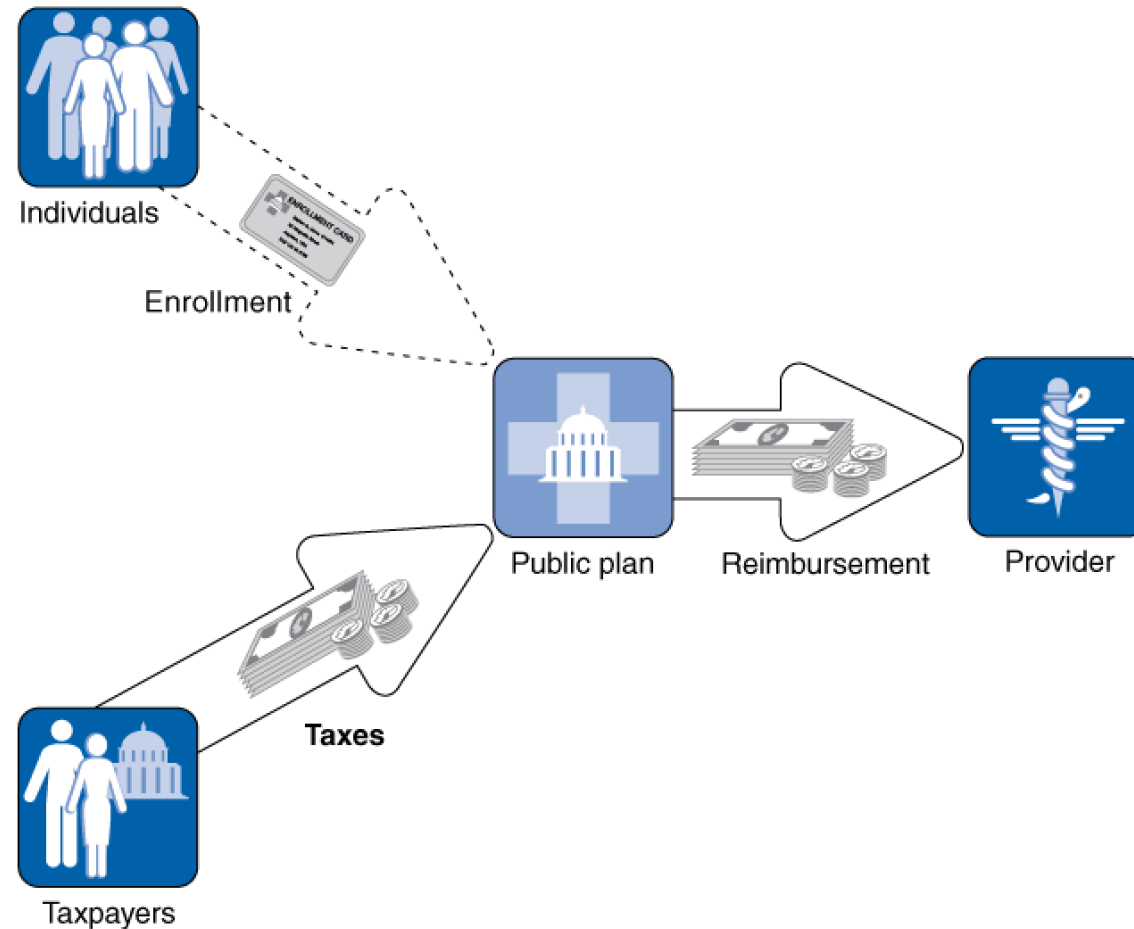 Individuals
ENROLLMENT CARD
Enrollment
Public plan
Reimbursement
Provider
Taxes
Taxpayers